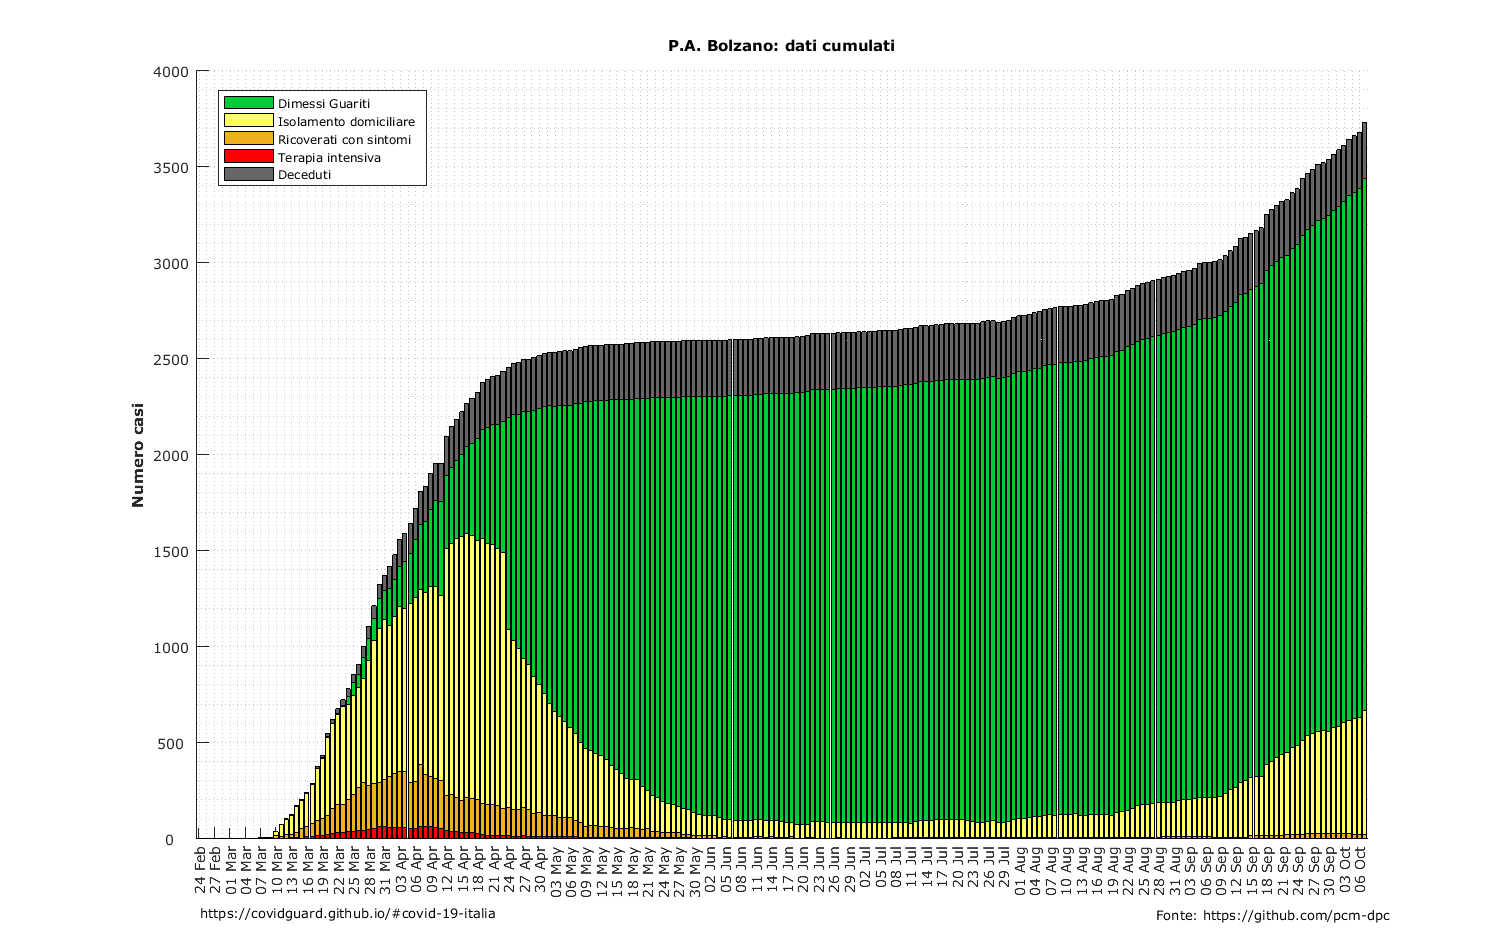 P.A. Bolzano: dati cumulati
4000
3500
3000
2500
2000
1500
1000
500
0
Numero casi
Dimessi Guariti
Isolamento domiciliare
Ricoverati con sintomi
Terapia intensiva
Deceduti
24 Feb
27 Feb
01 Mar
04 Mar
07 Mar
10 Mar
13 Mar
16 Mar
19 Mar
22 Mar
25 Mar
28 Mar
31 Mar
03 Apr
06 Apr
09 Apr
12 Apr
15 Apr
18 Apr
21 Apr
24 Apr
27 Apr
30 Apr
03 May
06 May
09 May
12 May
15 May
18 May
21 May
24 May
27 May
30 May
02 Jun
05 Jun
08 Jun
11 Jun
14 Jun
17 Jun
20 Jun
23 Jun
26 Jun
29 Jun
02 Jul
05 Jul
08 Jul
11 Jul
14 Jul
17 Jul
20 Jul
23 Jul
26 Jul
29 Jul
01 Aug
04 Aug
07 Aug
10 Aug
13 Aug
16 Aug
19 Aug
22 Aug
25 Aug
28 Aug
31 Aug
03 Sep
06 Sep
09 Sep
12 Sep
15 Sep
18 Sep
21 Sep
24 Sep
27 Sep
30 Sep
03 Oct
06 Oct
https://covidguard.github.io/#covid-19-italia
Fonte: https://github.com/pcm-dpc